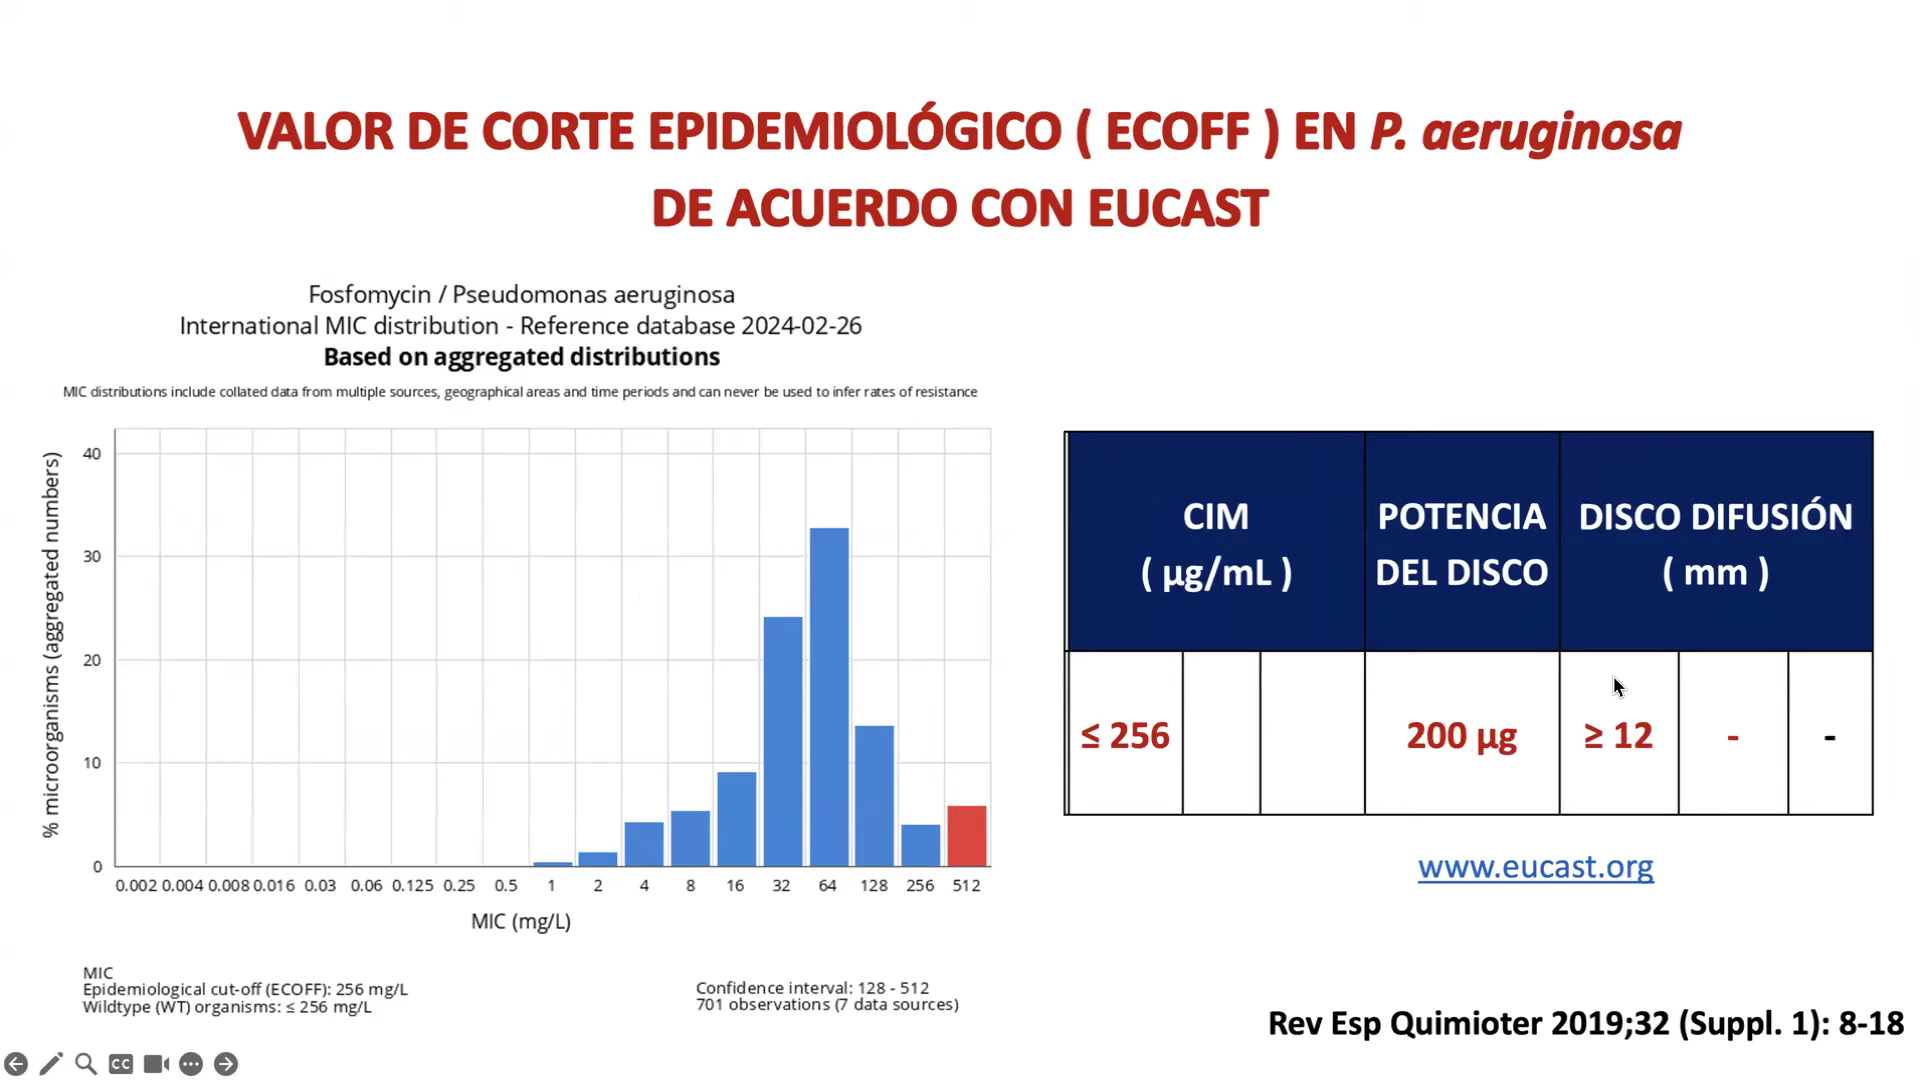 VALOR DE CORTE EPIDEMIOLÓGICO ( ECOFF ) EN P. aeruginosa
DE ACUERDO CON EUCAST
Fosfomycin / Pseudomonas aeruginosa
International MIC distribution - Reference database 2024-02-26
Based on aggregated distributions
MIC distributions include collated data from multiple sources, geographical areas and time periods and can never be used to infer rates of resistance
% microorganisms (aggregated numbers)
40
30
20
10
0
0.002 0.004 0.008 0.016 0.03 0.06 0.125 0.25 0.5 1 2 4 8 16 32 64 128 256 512
MIC (mg/L)
MIC
Epidemiological cut-off (ECOFF): 256 mg/L
Wildtype (WT) organisms: ≤ 256 mg/L
Confidence interval: 128 - 512
701 observations (7 data sources)
CIM
( µg/mL )
POTENCIA
DEL DISCO
DISCO DIFUSIÓN
( mm )
≤ 256
200 µg
≥ 12
-
-
www.eucast.org
Rev Esp Quimioter 2019;32 (Suppl. 1): 8-18
CC